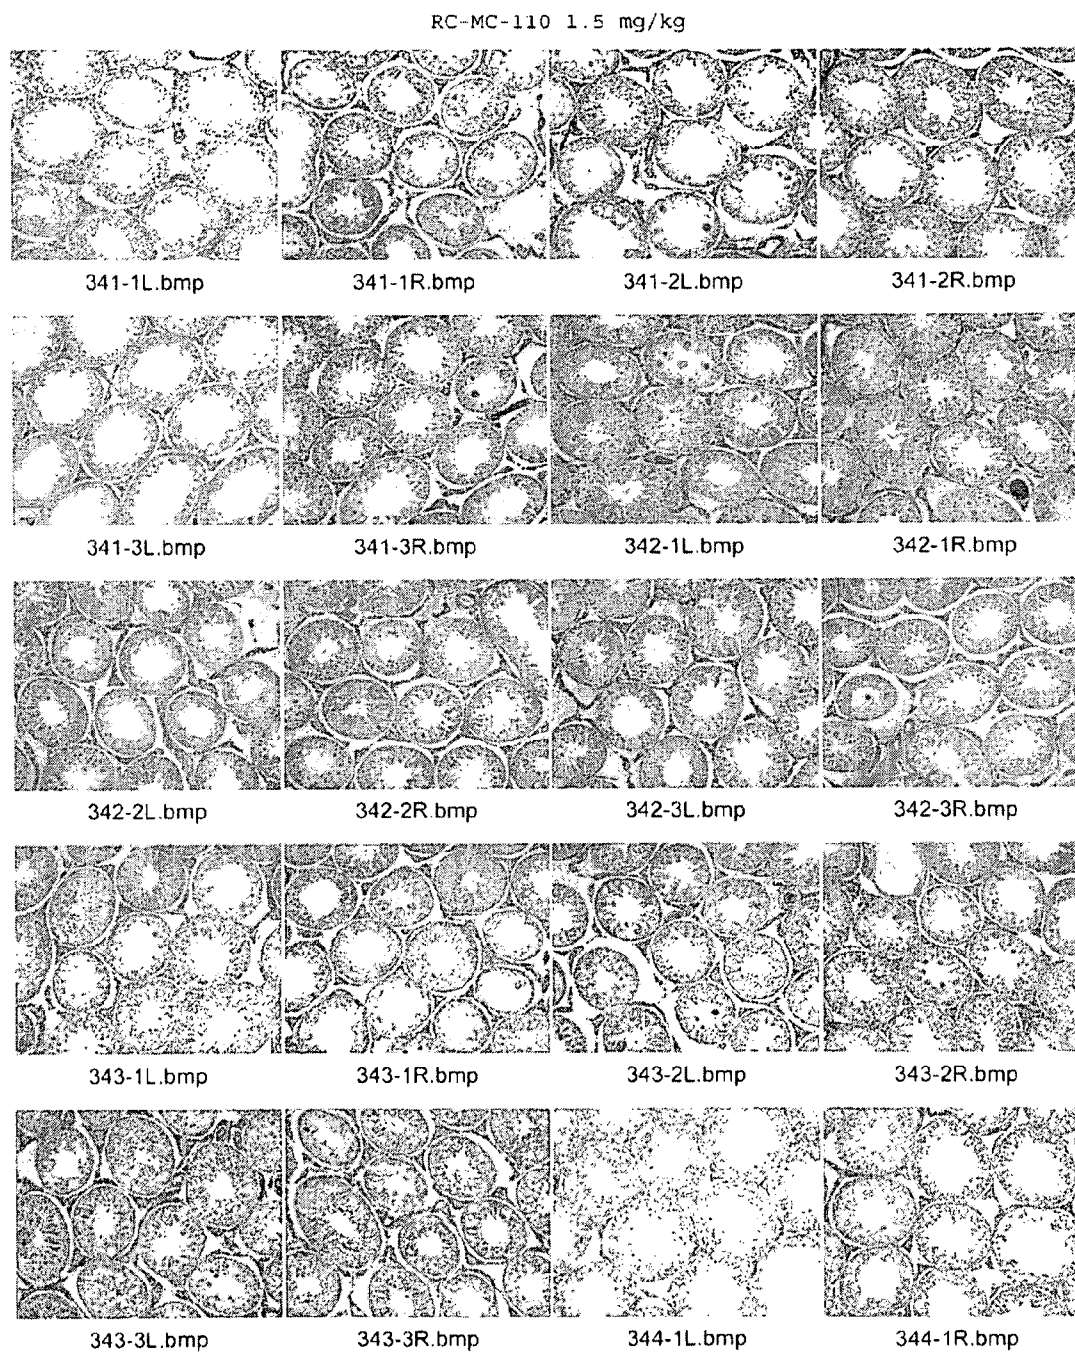 RC-MC-110 1.5 mg/kg
341-1L.bmp 341-1R.bmp 341-2L.bmp 341-2R.bmp
341-3L.bmp 341-3R.bmp 342-1L.bmp 342-1R.bmp
342-2L.bmp 342-2R.bmp 342-3L.bmp 342-3R.bmp
343-1L.bmp 343-1R.bmp 343-2L.bmp 343-2R.bmp
343-3L.bmp 343-3R.bmp 344-1L.bmp 344-1R.bmp